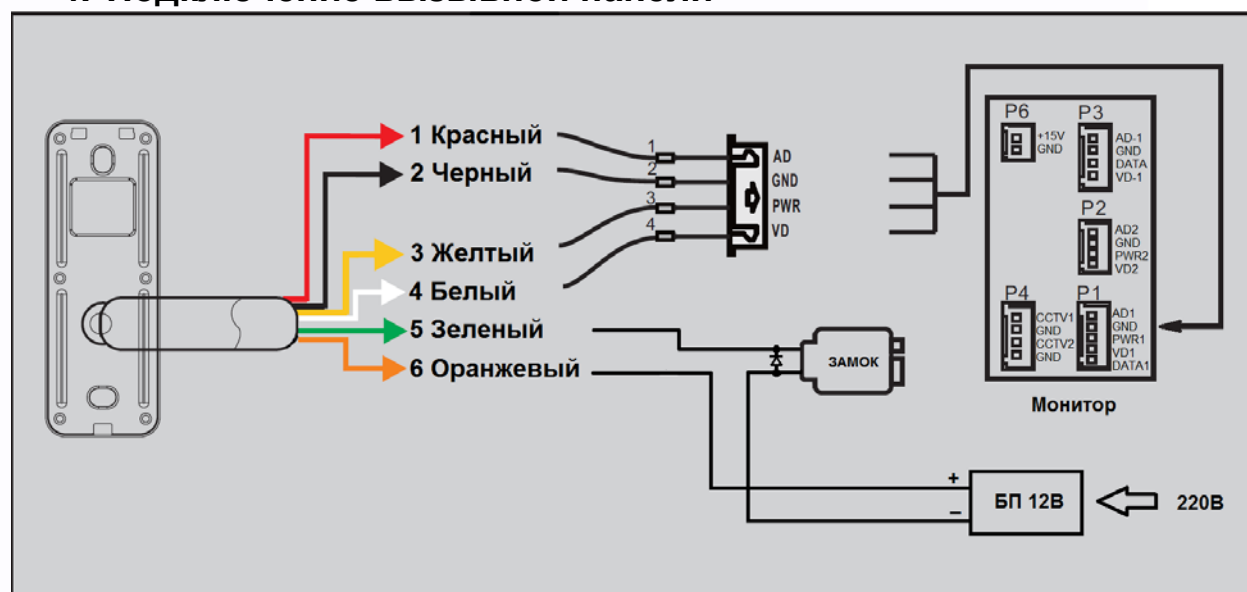 1 Красный
2 Черный
3 Желтый
4 Белый
5 Зеленый
6 Оранжевый
1
2
3
4
AD
GND
PWR
VD
ЗАМОК
P6
+15V
GND
P3
AD-1
GND
DATA
VD-1
P2
AD2
GND
PWR2
VD2
P4
CCTV1
GND
CCTV2
GND
P1
AD1
GND
PWR1
VD1
DATA1
Монитор
+
–
БП 12В
220В